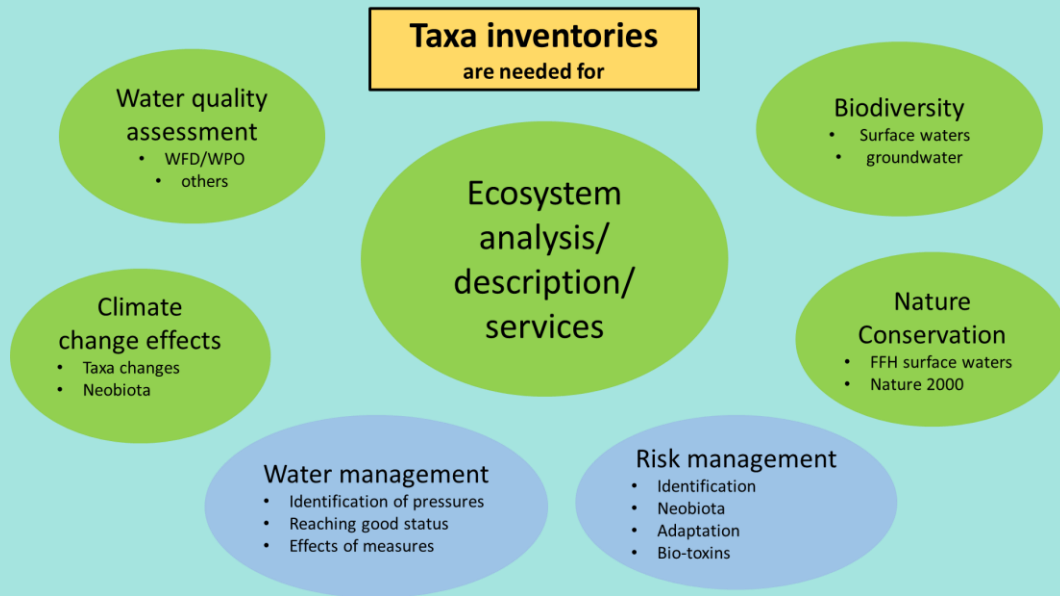 Taxa inventories
are needed for
Water quality
assessment
• WFD/WPO
• others
Biodiversity
• Surface waters
• groundwater
Ecosystem
analysis/
description/
services
Climate
change effects
• Taxa changes
• Neobiota
Nature
Conservation
• FFH surface waters
• Nature 2000
Water management
• Identification of pressures
• Reaching good status
• Effects of measures
Risk management
• Identification
• Neobiota
• Adaptation
• Bio-toxins